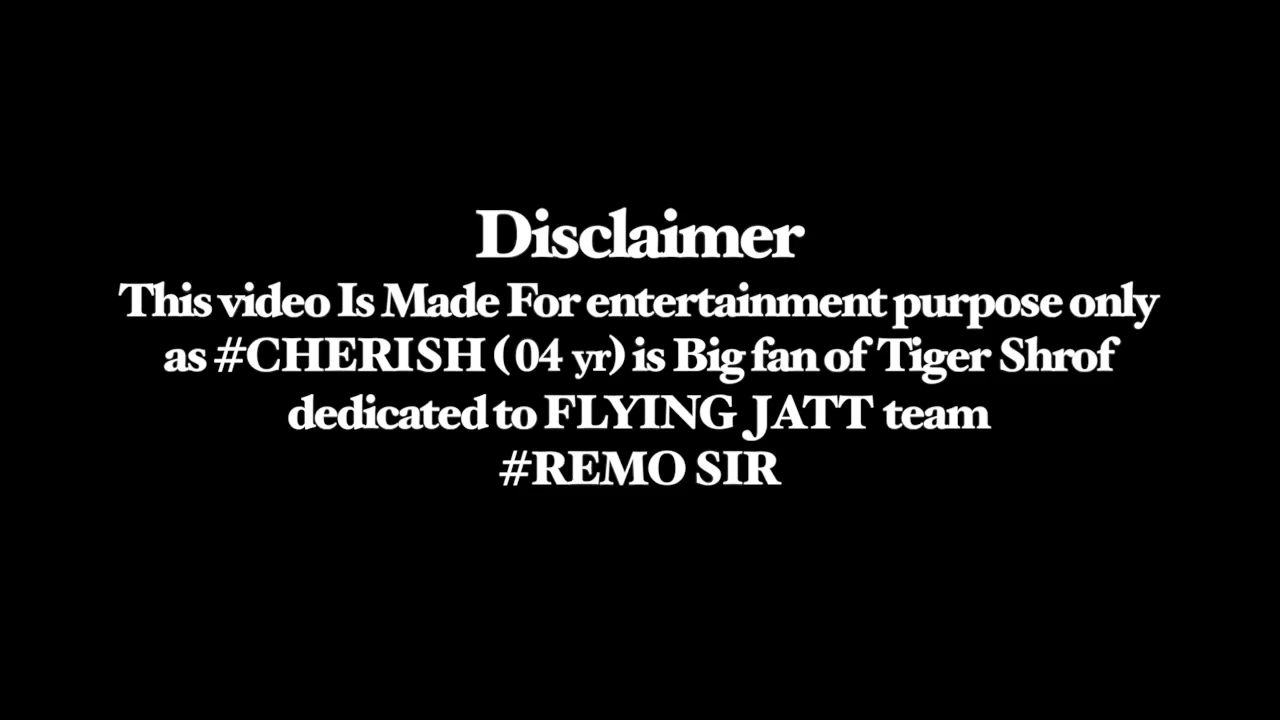 Disclaimer
This video Is Made For entertainment purpose only
as #CHERISH ( 04 yr) is Big fan of Tiger Shrof
dedicated to FLYING JATT team
#REMO SIR